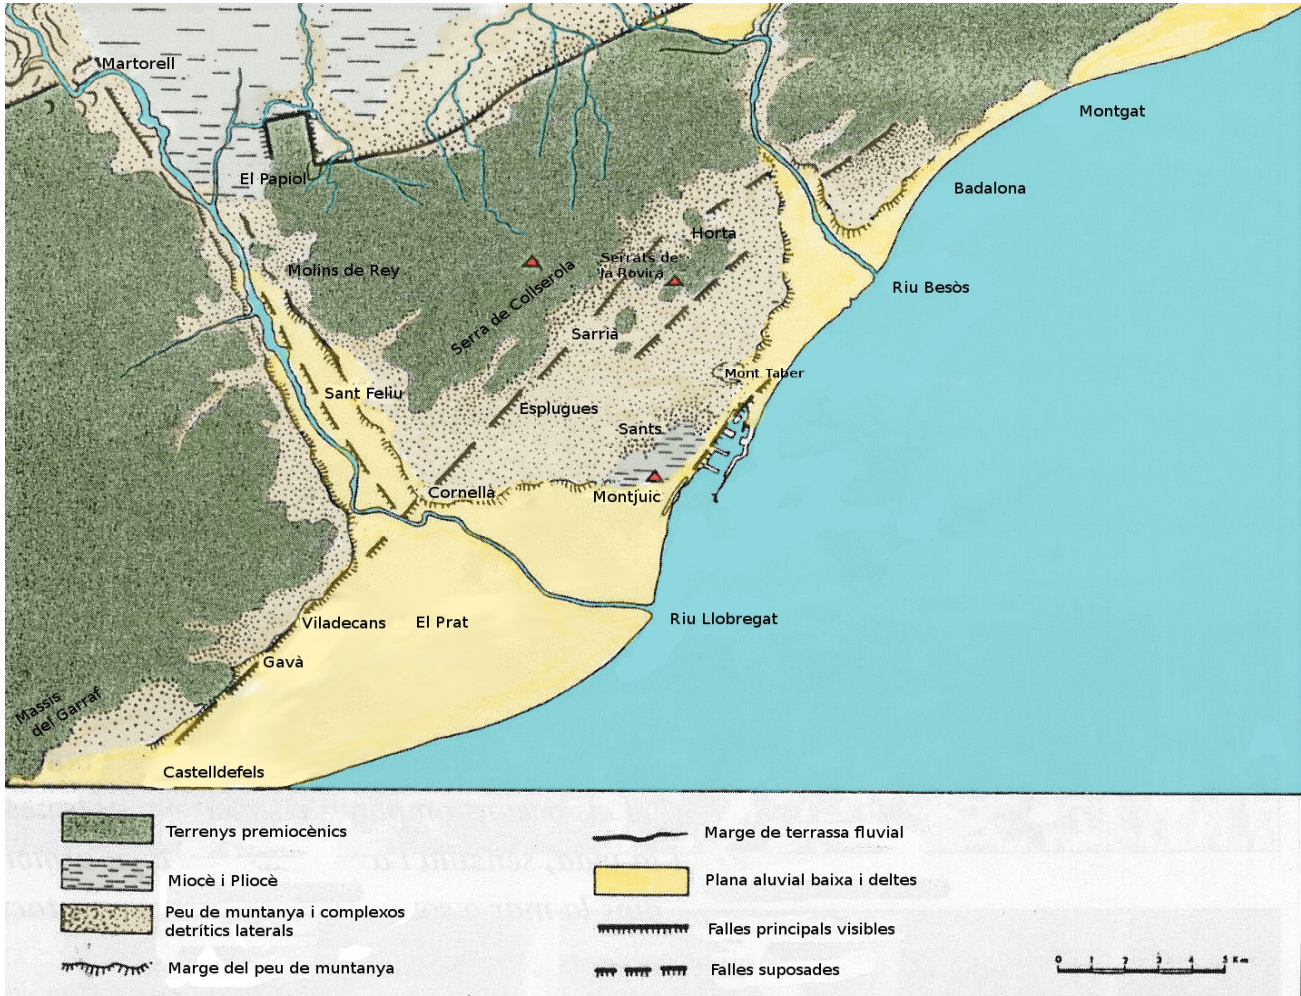 Martorell
Montgat
El Papiol
Badalona
Horta
Serrats de
la Rovira
Molins de Rey
Riu Besòs
Serra de Collserola
Sarrià
Mont Taber
Sant Feliu
Esplugues
Sants
Cornellà
Montjuic
Viladecans
El Prat
Riu Llobregat
Gavà
Massis
del Garraf
Castelldefels
Terrenys premiocènics
Miocè i Pliocè
Peu de muntanya i complexos
detrítics laterals
Marge del peu de muntanya
Marge de terrassa fluvial
Plana aluvial baixa i deltes
Falles principals visibles
Falles suposades
0 1 2 3 4 5 Km